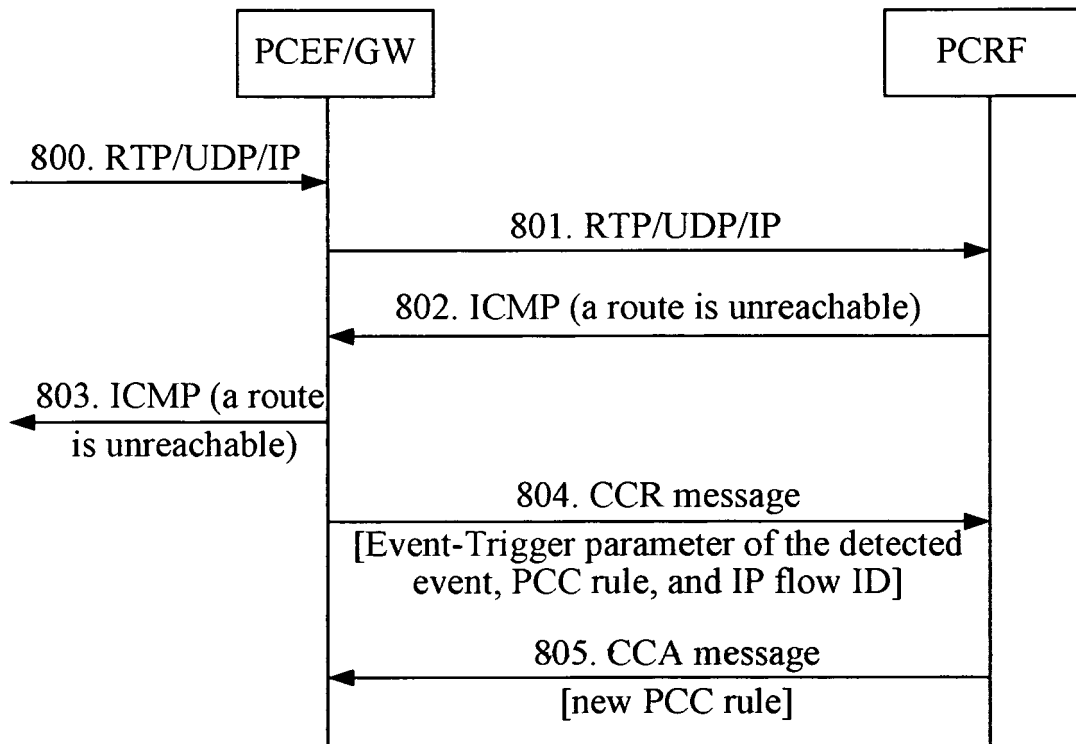 PCEF/GW
PCRF
800. RTP/UDP/IP
801. RTP/UDP/IP
802. ICMP (a route is unreachable)
803. ICMP (a route
is unreachable)
804. CCR message
[Event-Trigger parameter of the detected
event, PCC rule, and IP flow ID]
805. CCA message
[new PCC rule]